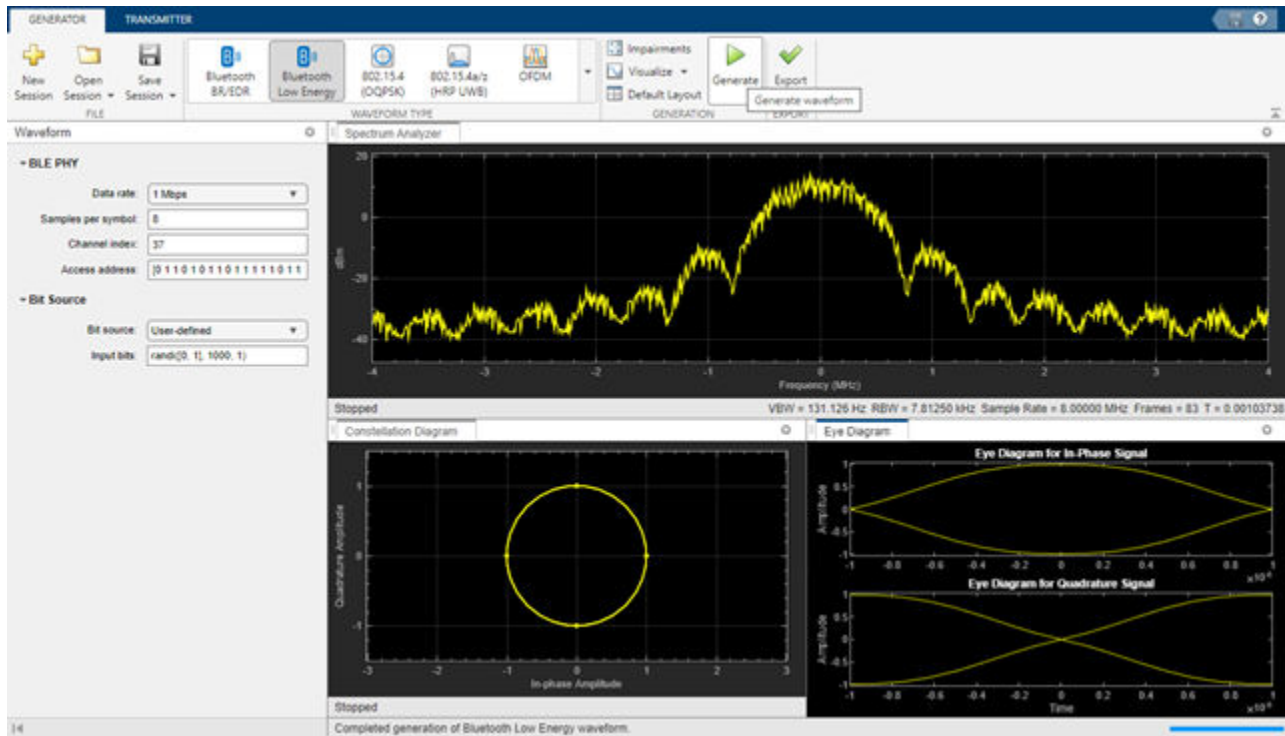 GENERATOR TRANSMITTER
New Session
Open Session
Save Session
FILE
Bluetooth BR/EDR
Bluetooth Low Energy
802.15.4 (OQPSK)
802.15.4a/z (HRP UWB)
OFDM
WAVEFORM TYPE
Impairments
Visualize
Default Layout
Generate
GENERATION
Export
EXPORT
Generate waveform
Waveform
BLE PHY
Data rate: 1 Mbps
Samples per symbol: 8
Channel index: 37
Access address: [0 1 1 0 1 0 1 1 0 1 1 1 1 1 0 1 1
Bit Source
Bit source: User-defined
Input bits: randi([0, 1], 1000, 1)
Spectrum Analyzer
20
0
-20
-40
dBm
-4 -3 -2 -1 0 1 2 3 4
Frequency (MHz)
Stopped VBW = 131.126 Hz RBW = 7.81250 kHz Sample Rate = 8.00000 MHz Frames = 83 T = 0.00103738
Constellation Diagram
1
0
-1
Quadrature Amplitude
-3 -2 -1 0 1 2 3
In-phase Amplitude
Stopped
Eye Diagram
Eye Diagram for In-Phase Signal
1
0.5
0
-0.5
-1
Amplitude
-1 -0.8 -0.6 -0.4 -0.2 0 0.2 0.4 0.6 0.8 1
×10⁻⁶
Eye Diagram for Quadrature Signal
1
0.5
0
-0.5
-1
Amplitude
-1 -0.8 -0.6 -0.4 -0.2 0 0.2 0.4 0.6 0.8 1
Time
×10⁻⁶
Completed generation of Bluetooth Low Energy waveform.